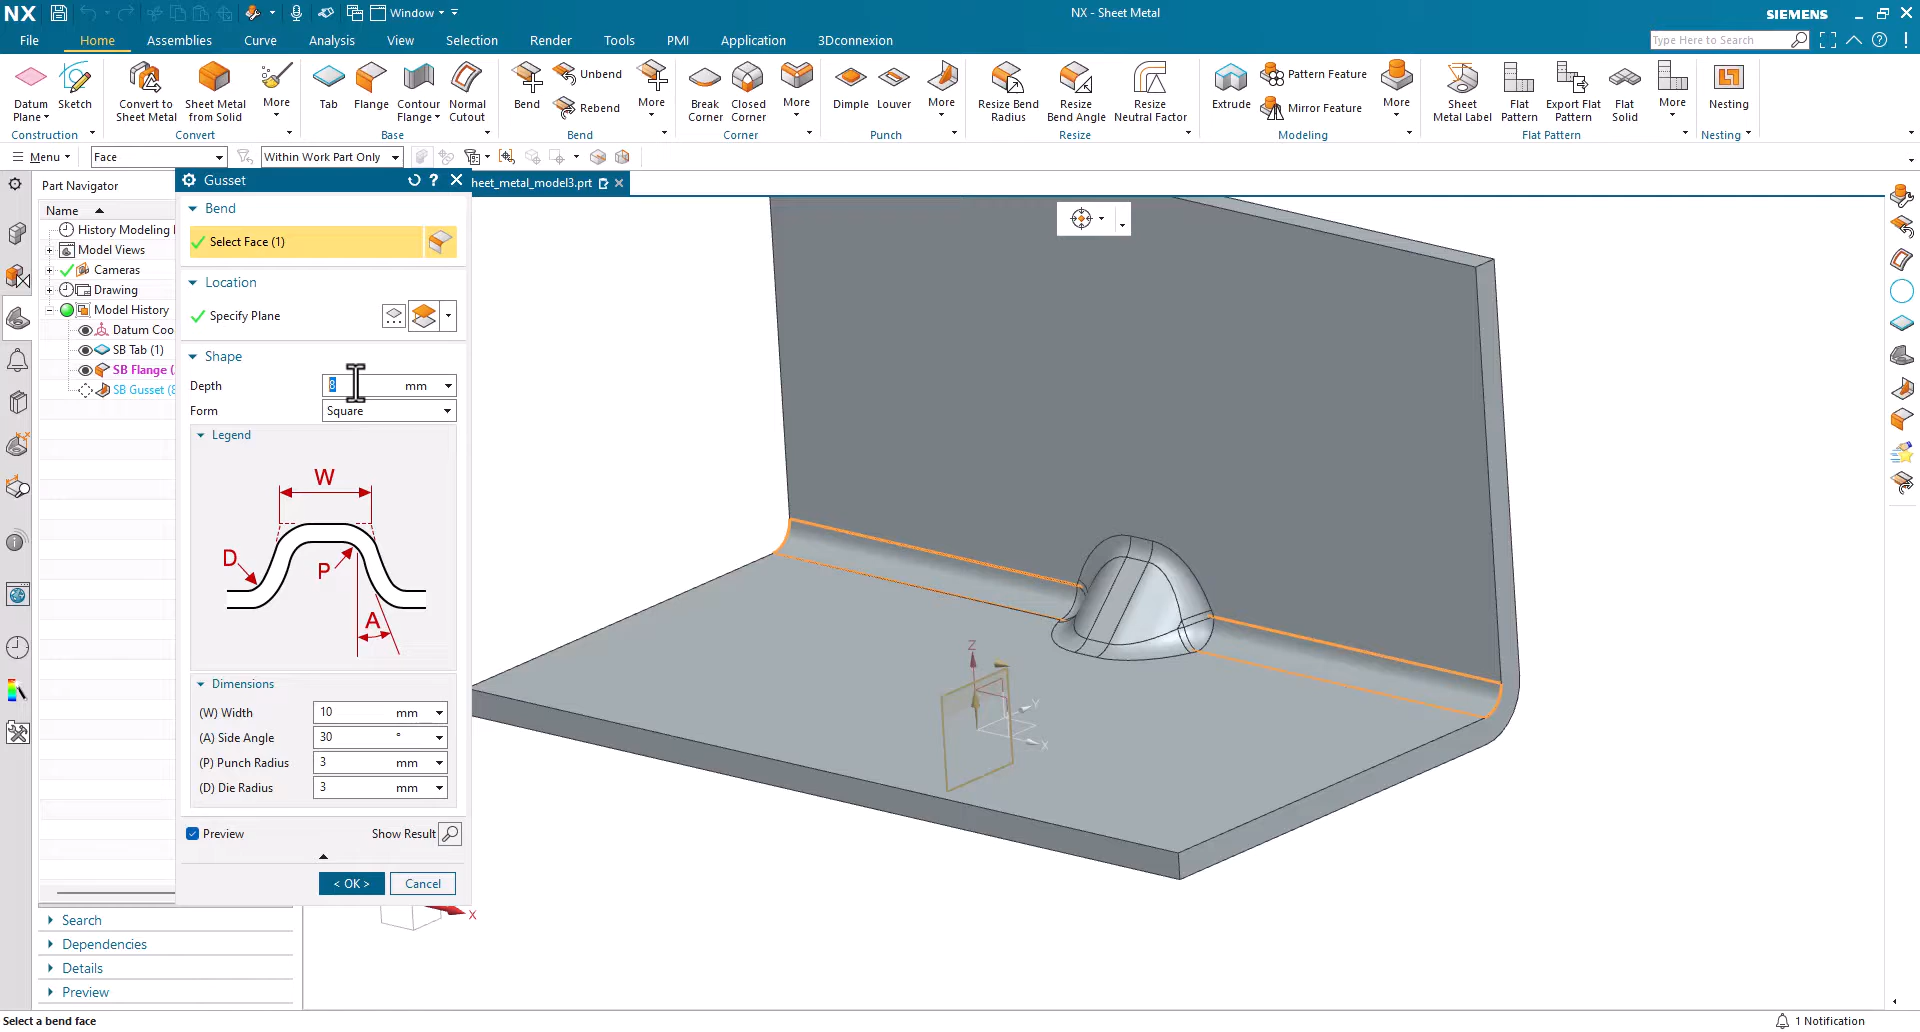 NX
Window
NX - Sheet Metal
SIEMENS
File
Home
Assemblies
Curve
Analysis
View
Selection
Render
Tools
PMI
Application
3Dconnexion
Type Here to Search
Datum Plane
Sketch
Convert to Sheet Metal
Sheet Metal from Solid
More
Tab
Flange
Contour Flange
Normal Cutout
Bend
Unbend
Rebend
More
Break Corner
Closed Corner
More
Dimple
Louver
More
Resize Bend Radius
Resize Bend Angle
Resize Neutral Factor
Extrude
Pattern Feature
Mirror Feature
More
Sheet Metal Label
Flat Pattern
Export Flat Pattern
Flat Solid
More
Nesting
Construction
Convert
Base
Bend
Corner
Punch
Resize
Modeling
Flat Pattern
Nesting
Menu
Face
Within Work Part Only
Part Navigator
Name
History Modeling
Model Views
Cameras
Drawing
Model History
Datum Coo
SB Tab (1)
SB Flange (
SB Gusset (8
Search
Dependencies
Details
Preview
heet_metal_model3.prt
Gusset
Bend
Select Face (1)
Location
Specify Plane
Shape
Depth 8 mm
Form Square
Legend
W
D
P
A
Dimensions
(W) Width 10 mm
(A) Side Angle 30 °
(P) Punch Radius 3 mm
(D) Die Radius 3 mm
Preview
Show Result
< OK >
Cancel
Z
Y
X
X
Select a bend face
1 Notification